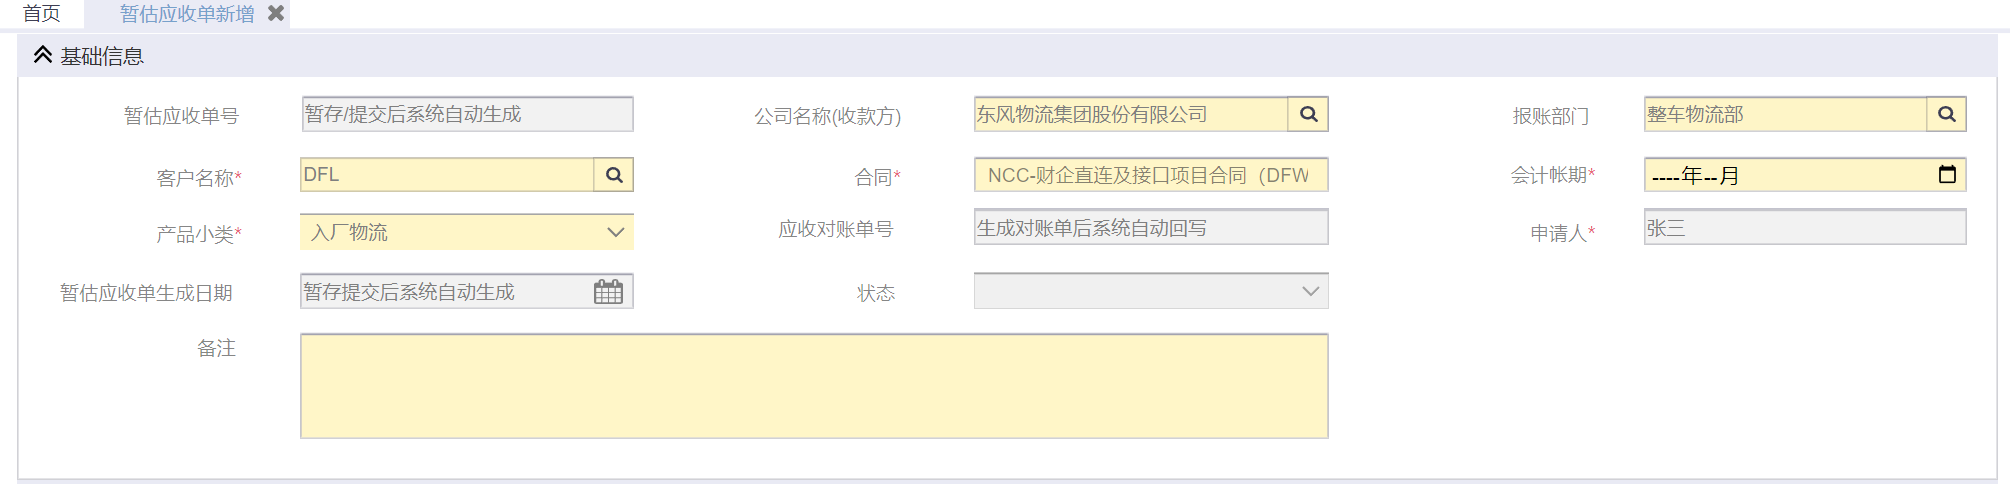 首页 暂估应收单新增
基础信息
暂估应收单号 暂存/提交后系统自动生成 公司名称(收款方) 东风物流集团股份有限公司 报账部门 整车物流部
客户名称* DFL 合同* NCC-财企直连及接口项目合同（DFW 会计帐期* ----年--月
产品小类* 入厂物流 应收对账单号 生成对账单后系统自动回写 申请人* 张三
暂估应收单生成日期 暂存提交后系统自动生成 状态
备注